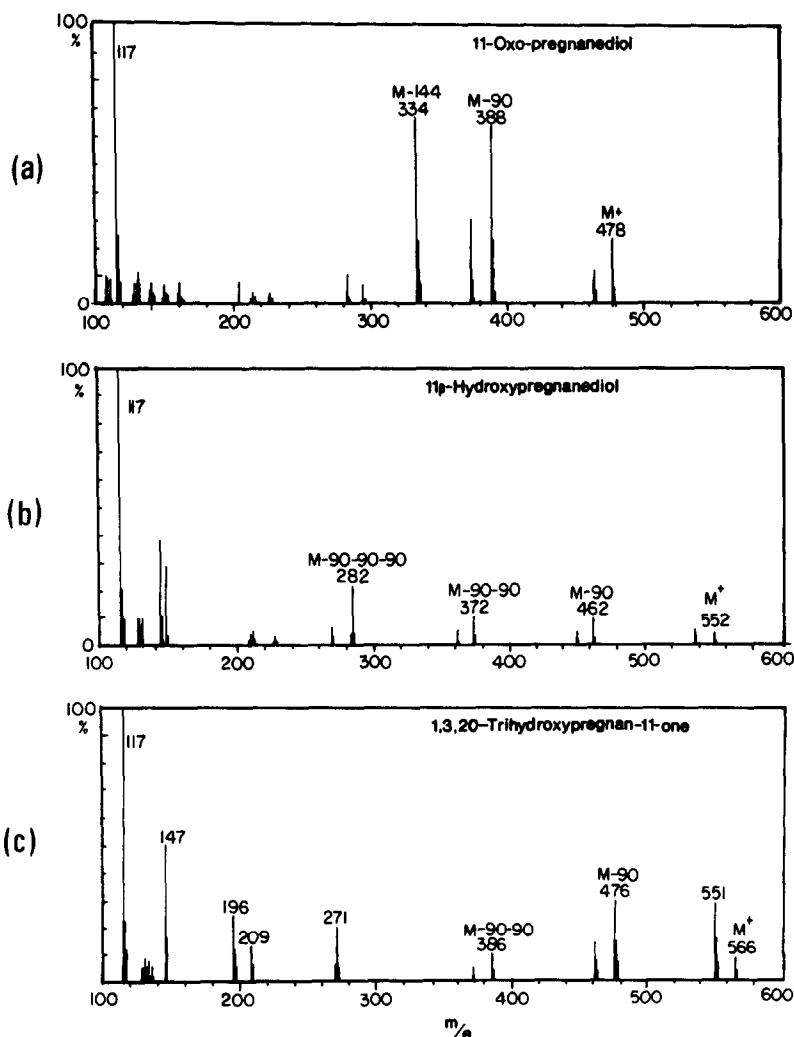 (a)
100
%
0
117
11-Oxo-pregnanediol
M-144
334
M-90
388
M+
478
100 200 300 400 500 600
(b)
100
%
0
117
11β-Hydroxypregnanediol
M-90-90-90
282
M-90-90
372
M-90
462
M+
552
100 200 300 400 500 600
(c)
100
%
0
117
1,3,20-Trihydroxypregnan-11-one
147
196
209
271
M-90-90
386
M-90
476
551
M+
566
100 200 300 400 500 600
m/e